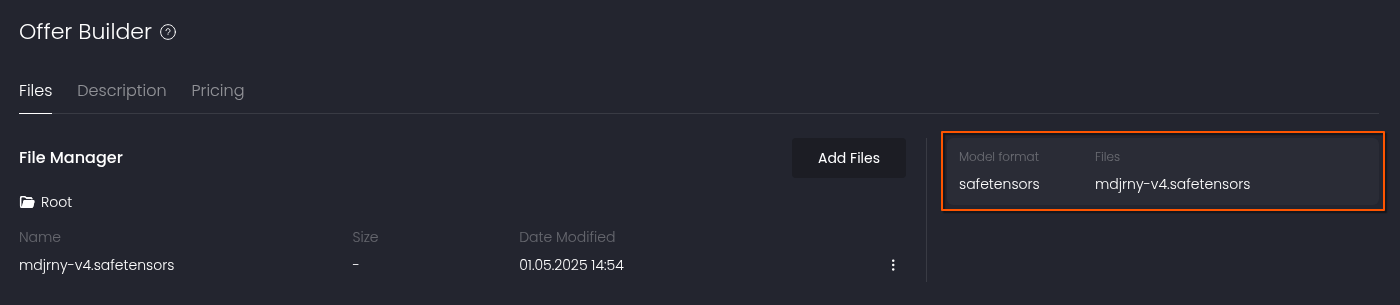 Offer Builder ?
Files Description Pricing
File Manager
Add Files
Root
Name Size Date Modified
mdjrny-v4.safetensors - 01.05.2025 14:54
Model format Files
safetensors mdjrny-v4.safetensors